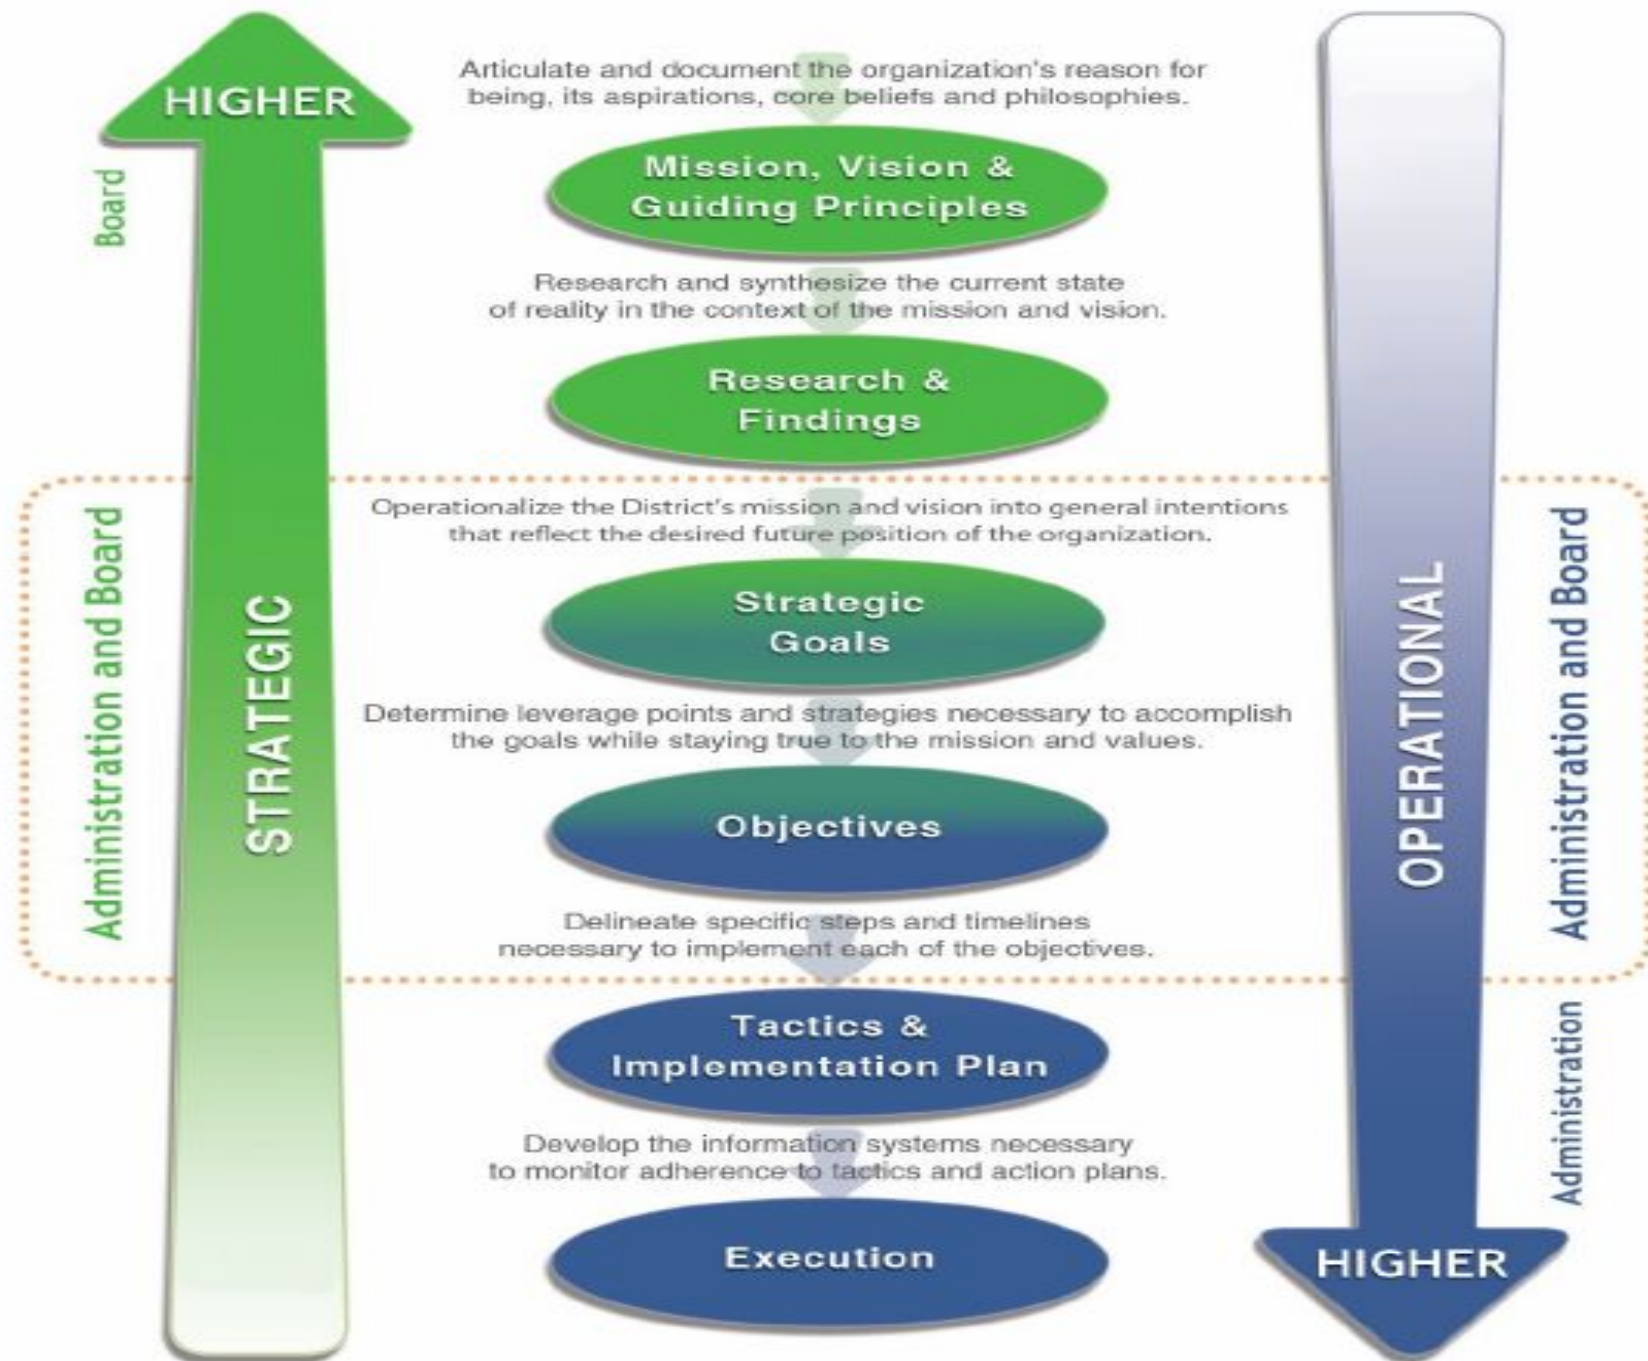 HIGHER
Board
Articulate and document the organization's reason for
being, its aspirations, core beliefs and philosophies.
Mission, Vision &
Guiding Principles
Research and synthesize the current state
of reality in the context of the mission and vision.
Research &
Findings
Administration and Board
STRATEGIC
Operationalize the District's mission and vision into general intentions
that reflect the desired future position of the organization.
Strategic
Goals
Determine leverage points and strategies necessary to accomplish
the goals while staying true to the mission and values.
Objectives
Delineate specific steps and timelines
necessary to implement each of the objectives.
OPERATIONAL
Administration and Board
Tactics &
Implementation Plan
Develop the information systems necessary
to monitor adherence to tactics and action plans.
Execution
Administration
HIGHER